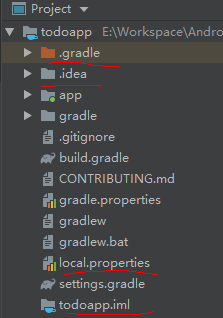 Project
todoapp E:\Workspace\Andro
.gradle
.idea
app
gradle
.gitignore
build.gradle
CONTRIBUTING.md
gradle.properties
gradlew
gradlew.bat
local.properties
settings.gradle
todoapp.iml